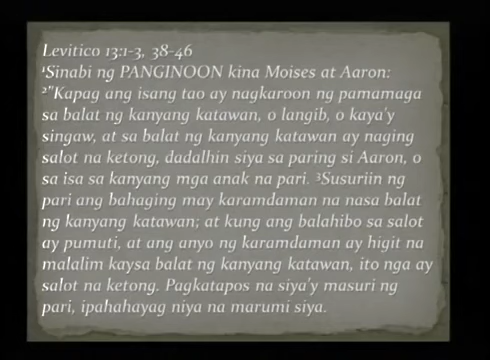 Levitico 13:1-3, 38-46
¹Sinabi ng PANGINOON kina Moises at Aaron:
²"Kapag ang isang tao ay nagkaroon ng pamamaga
sa balat ng kanyang katawan, o langib, o kaya'y
singaw, at sa balat ng kanyang katawan ay naging
salot na ketong, dadalhin siya sa paring si Aaron, o
sa isa sa kanyang mga anak na pari. ³Susuriin ng
pari ang bahaging may karamdaman na nasa balat
ng kanyang katawan; at kung ang balahibo sa salot
ay pumuti, at ang anyo ng karamdaman ay higit na
malalim kaysa balat ng kanyang katawan, ito nga ay
salot na ketong. Pagkatapos na siya'y masuri ng
pari, ipahahayag niya na marumi siya.